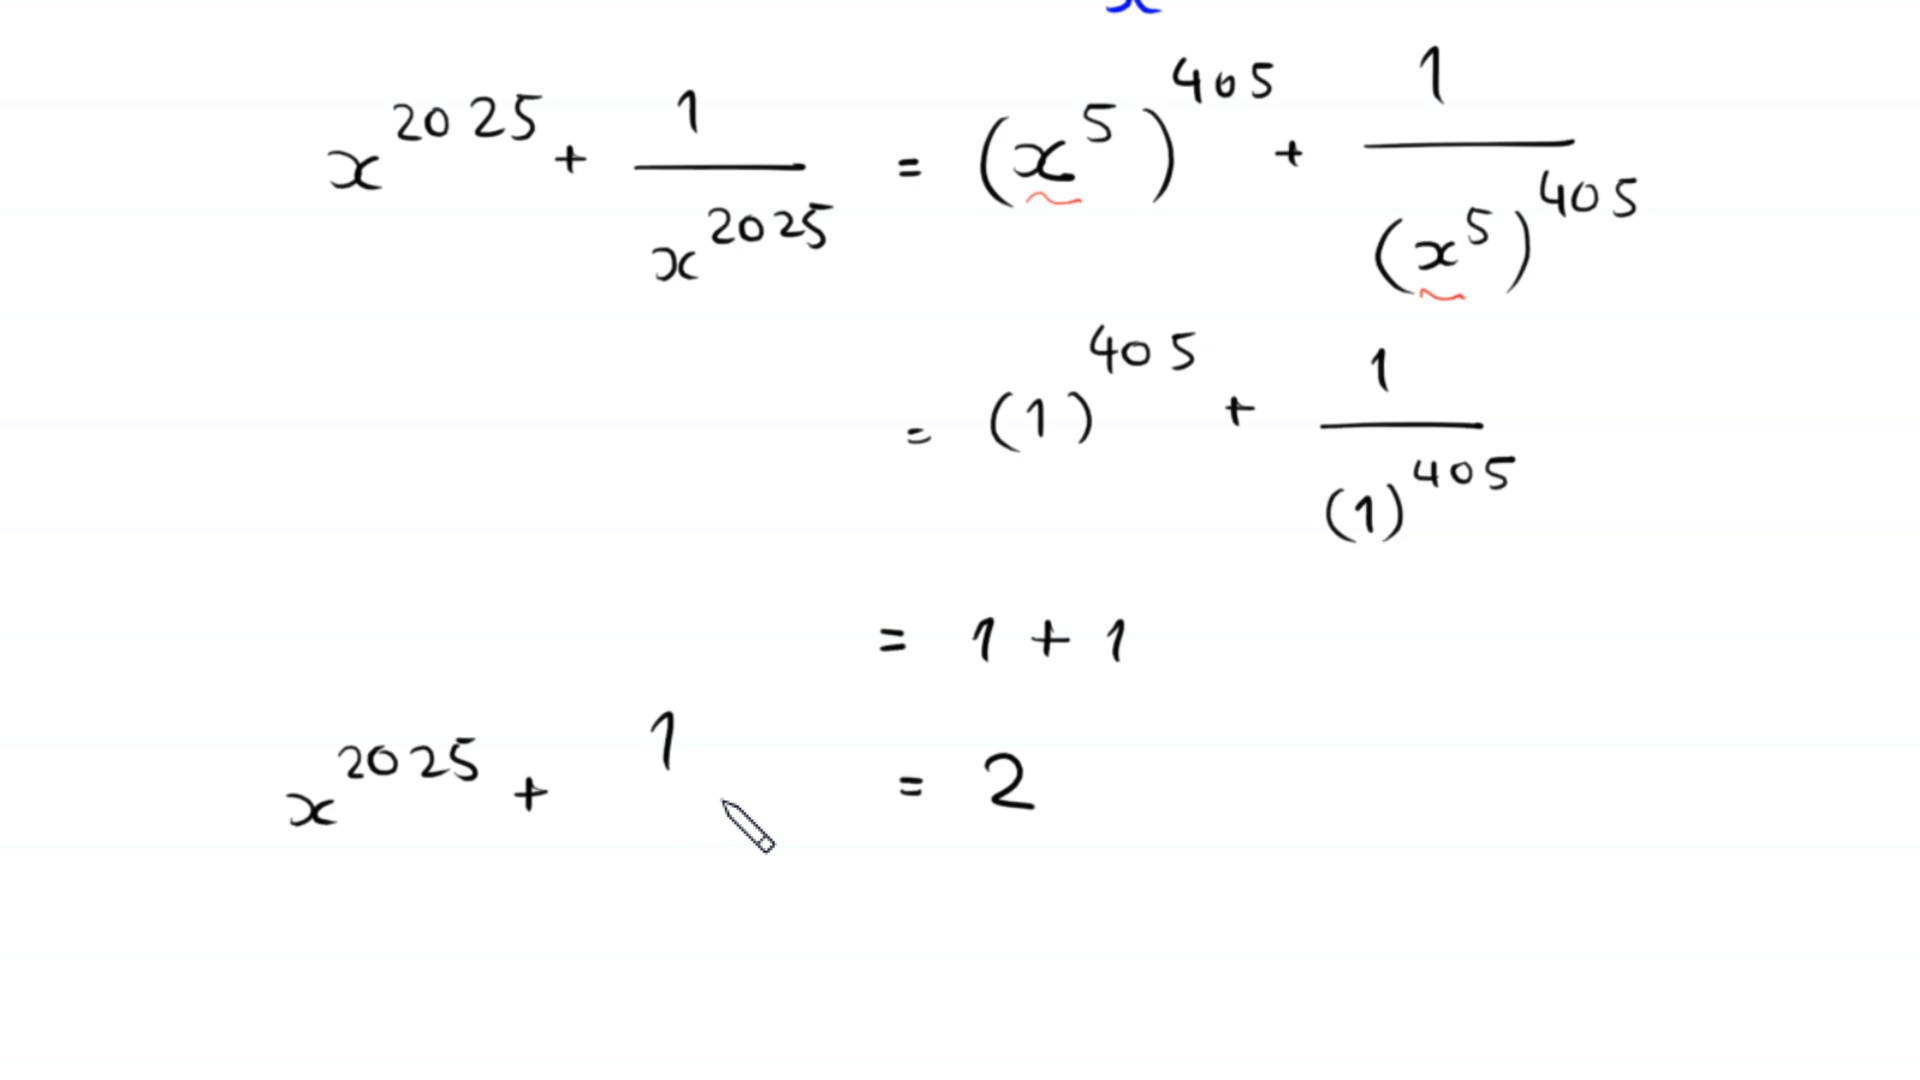 x
x^2025 + 1/x^2025 = (x^5)^405 + 1/(x^5)^405
= (1)^405 + 1/(1)^405
= 1 + 1
x^2025 + 1 = 2